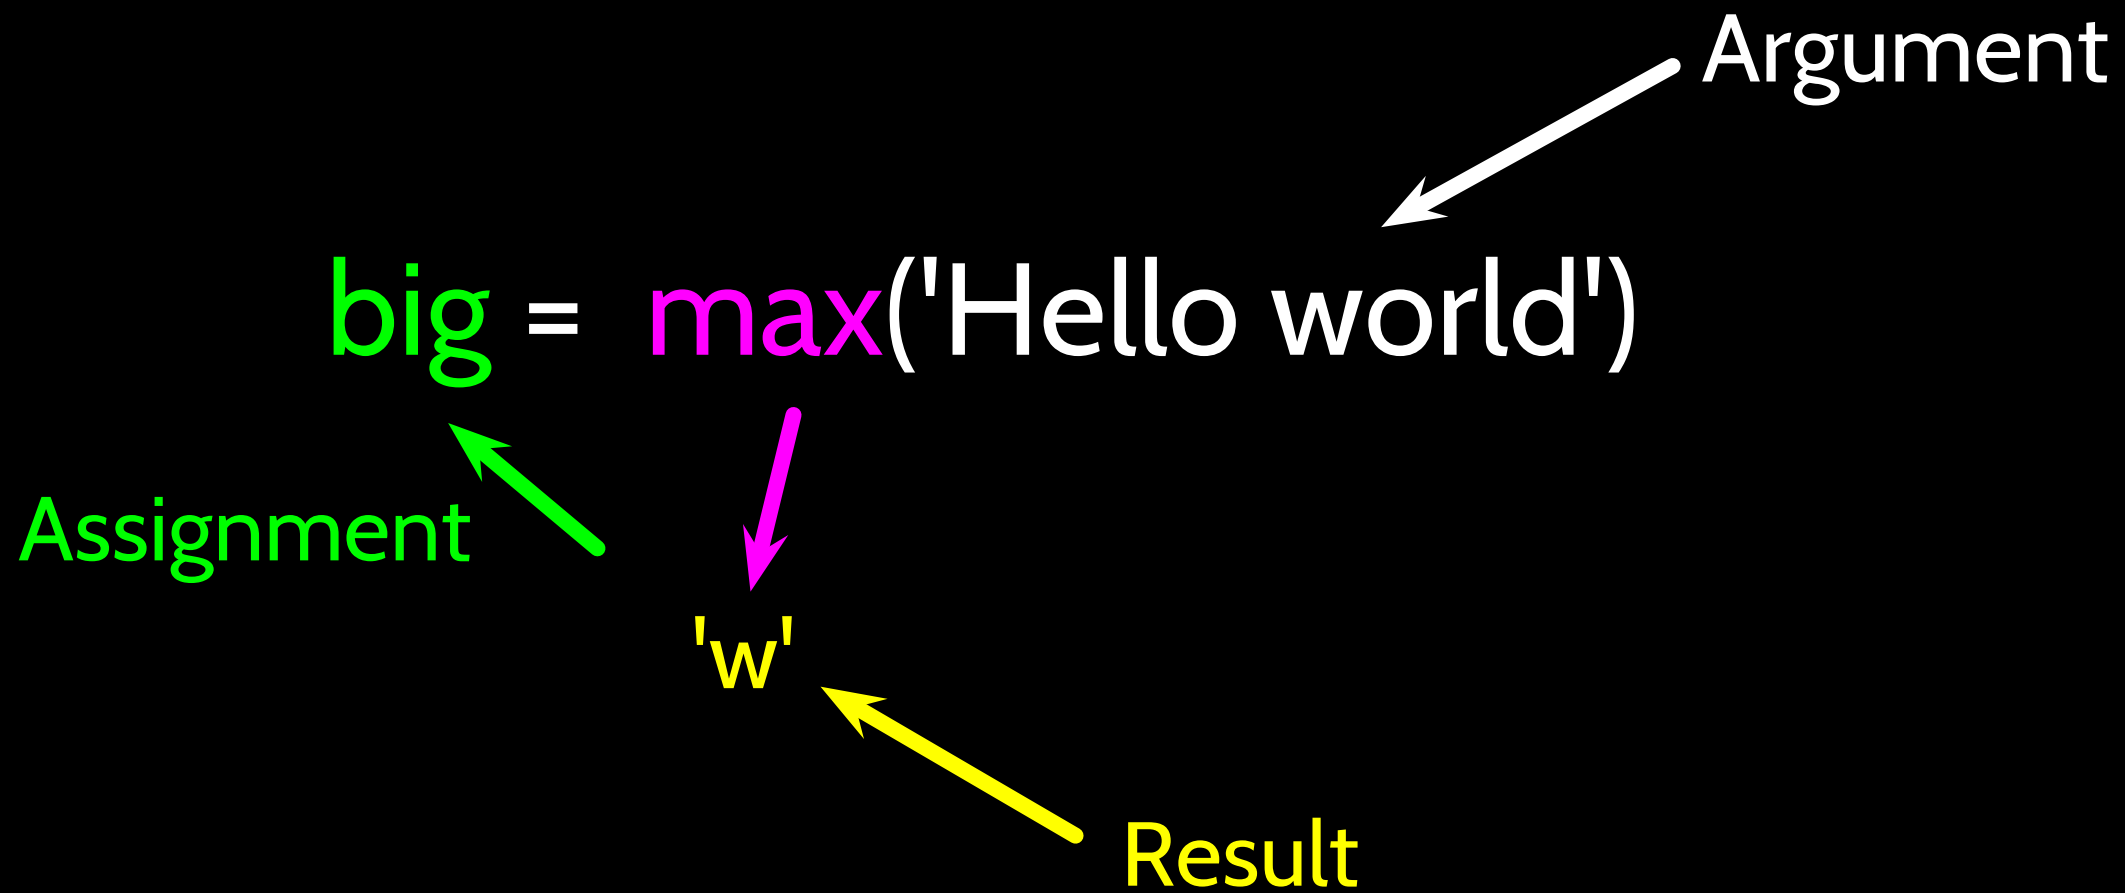 Argument
big = max('Hello world')
Assignment
'w'
Result